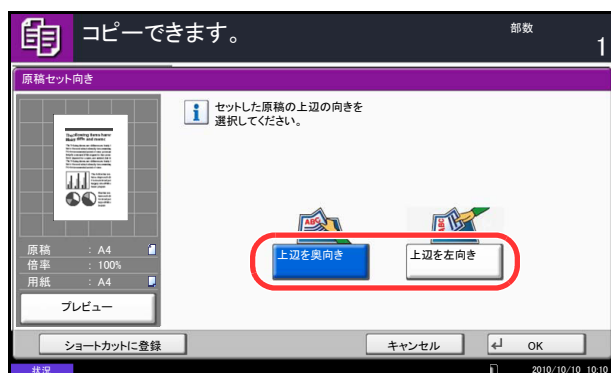 コピーできます。
部数
1
原稿セット向き
セットした原稿の上辺の向きを
選択してください。
ABC
上辺を奥向き
上辺を左向き
原稿 : A4
倍率 : 100%
用紙 : A4
プレビュー
ショートカットに登録
キャンセル
OK
状況
2010/10/10 10:10